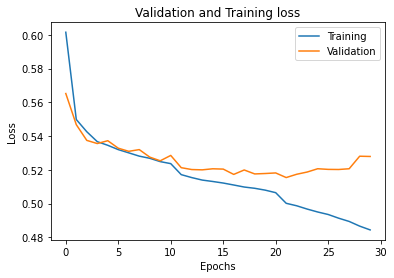 Validation and Training loss
Training
Validation
Loss
0.60
0.58
0.56
0.54
0.52
0.50
0.48
0 5 10 15 20 25 30
Epochs